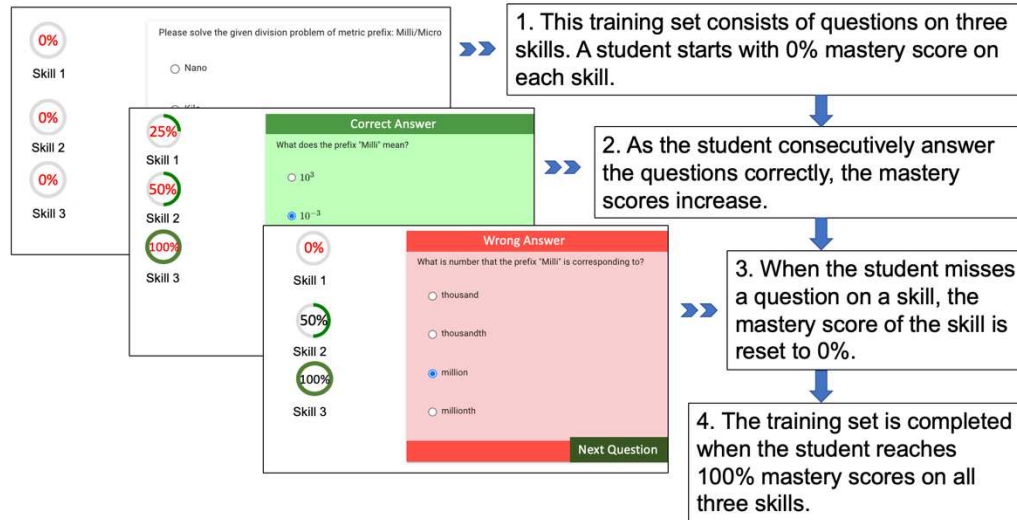 0%
Skill 1
0%
Skill 2
0%
Skill 3
Please solve the given division problem of metric prefix: Milli/Micro
Nano
25%
Skill 1
50%
Skill 2
100%
Skill 3
Correct Answer
What does the prefix "Milli" mean?
10³
10⁻³
0%
Skill 1
50%
Skill 2
100%
Skill 3
Wrong Answer
What is number that the prefix "Milli" is corresponding to?
thousand
thousandth
million
millionth
Next Question
1. This training set consists of questions on three
skills. A student starts with 0% mastery score on
each skill.
2. As the student consecutively answer
the questions correctly, the mastery
scores increase.
3. When the student misses
a question on a skill, the
mastery score of the skill is
reset to 0%.
4. The training set is completed
when the student reaches
100% mastery scores on all
three skills.